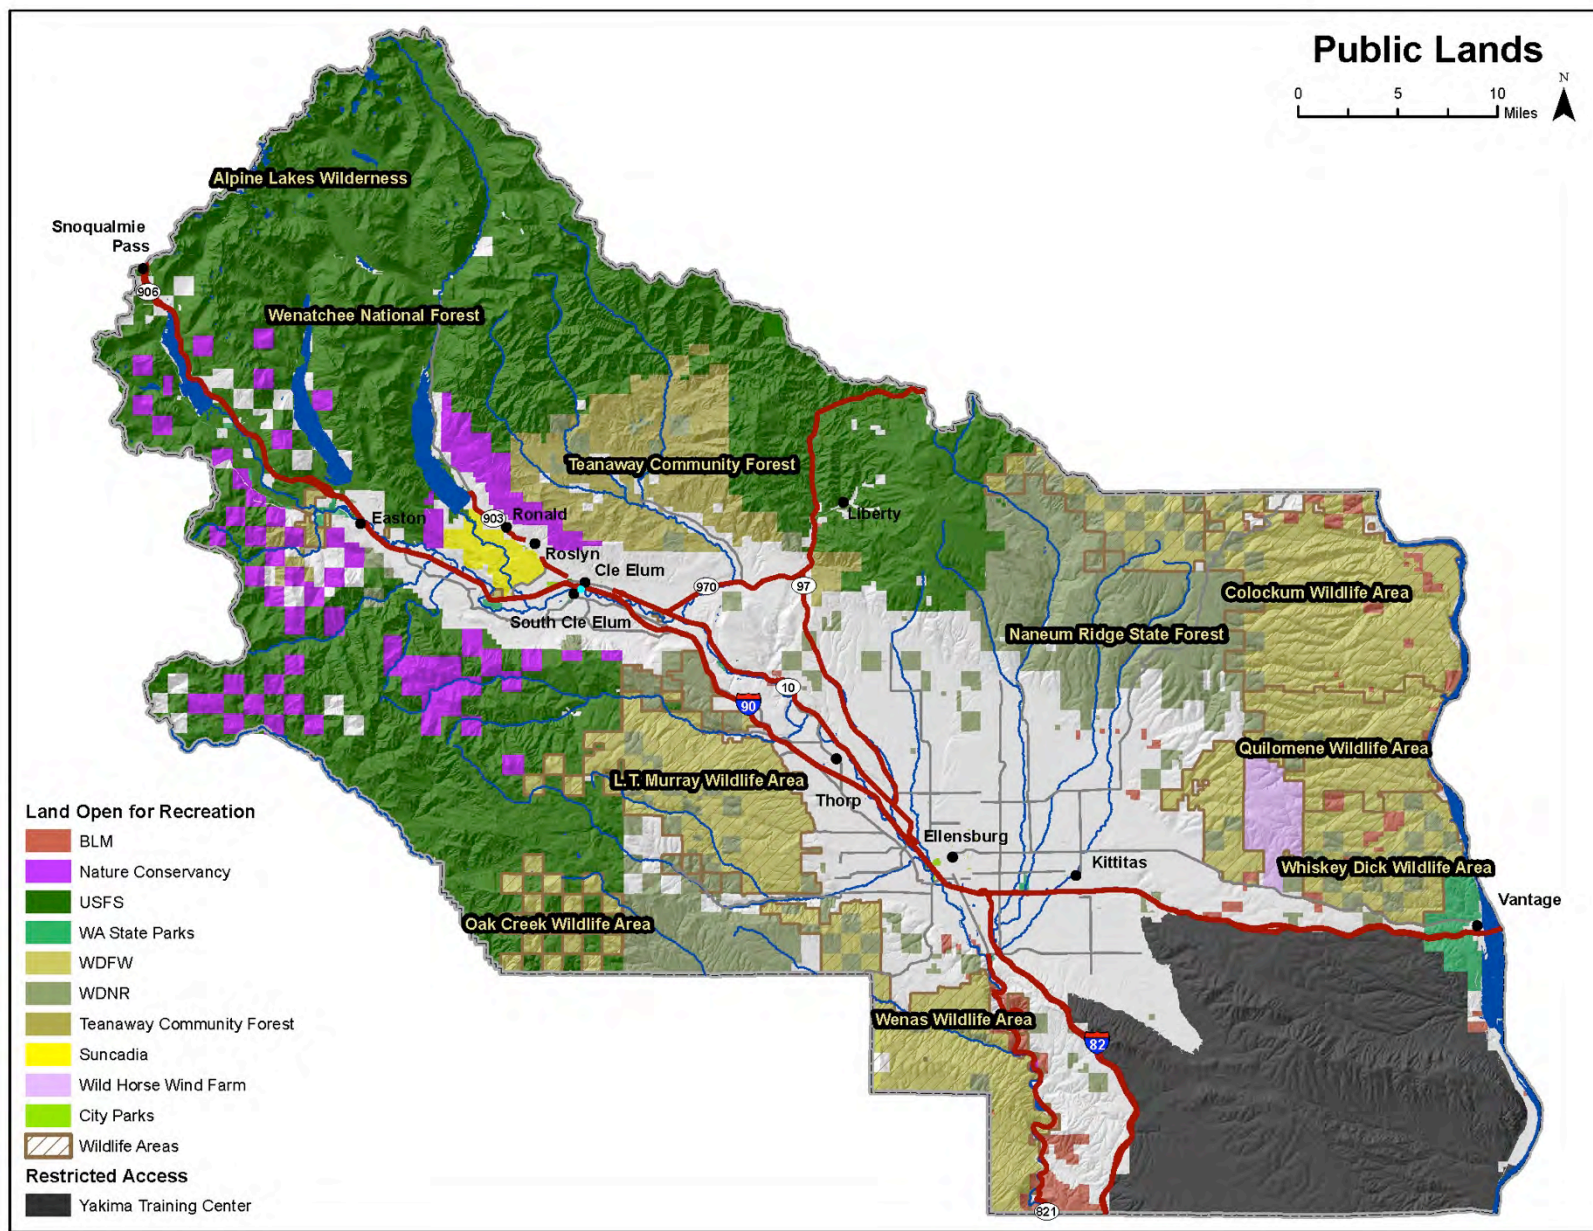 Public Lands
N
0 5 10
Miles
Alpine Lakes Wilderness
Snoqualmie
Pass
906
Wenatchee National Forest
Teanaway Community Forest
Liberty
903
Ronald
Easton
Roslyn
Cle Elum
970
97
Colockum Wildlife Area
South Cle Elum
Naneum Ridge State Forest
10
90
Quilomene Wildlife Area
L.T. Murray Wildlife Area
Thorp
Ellensburg
Kittitas
Whiskey Dick Wildlife Area
Vantage
Oak Creek Wildlife Area
Wenas Wildlife Area
82
821
Land Open for Recreation
BLM
Nature Conservancy
USFS
WA State Parks
WDFW
WDNR
Teanaway Community Forest
Suncadia
Wild Horse Wind Farm
City Parks
Wildlife Areas
Restricted Access
Yakima Training Center